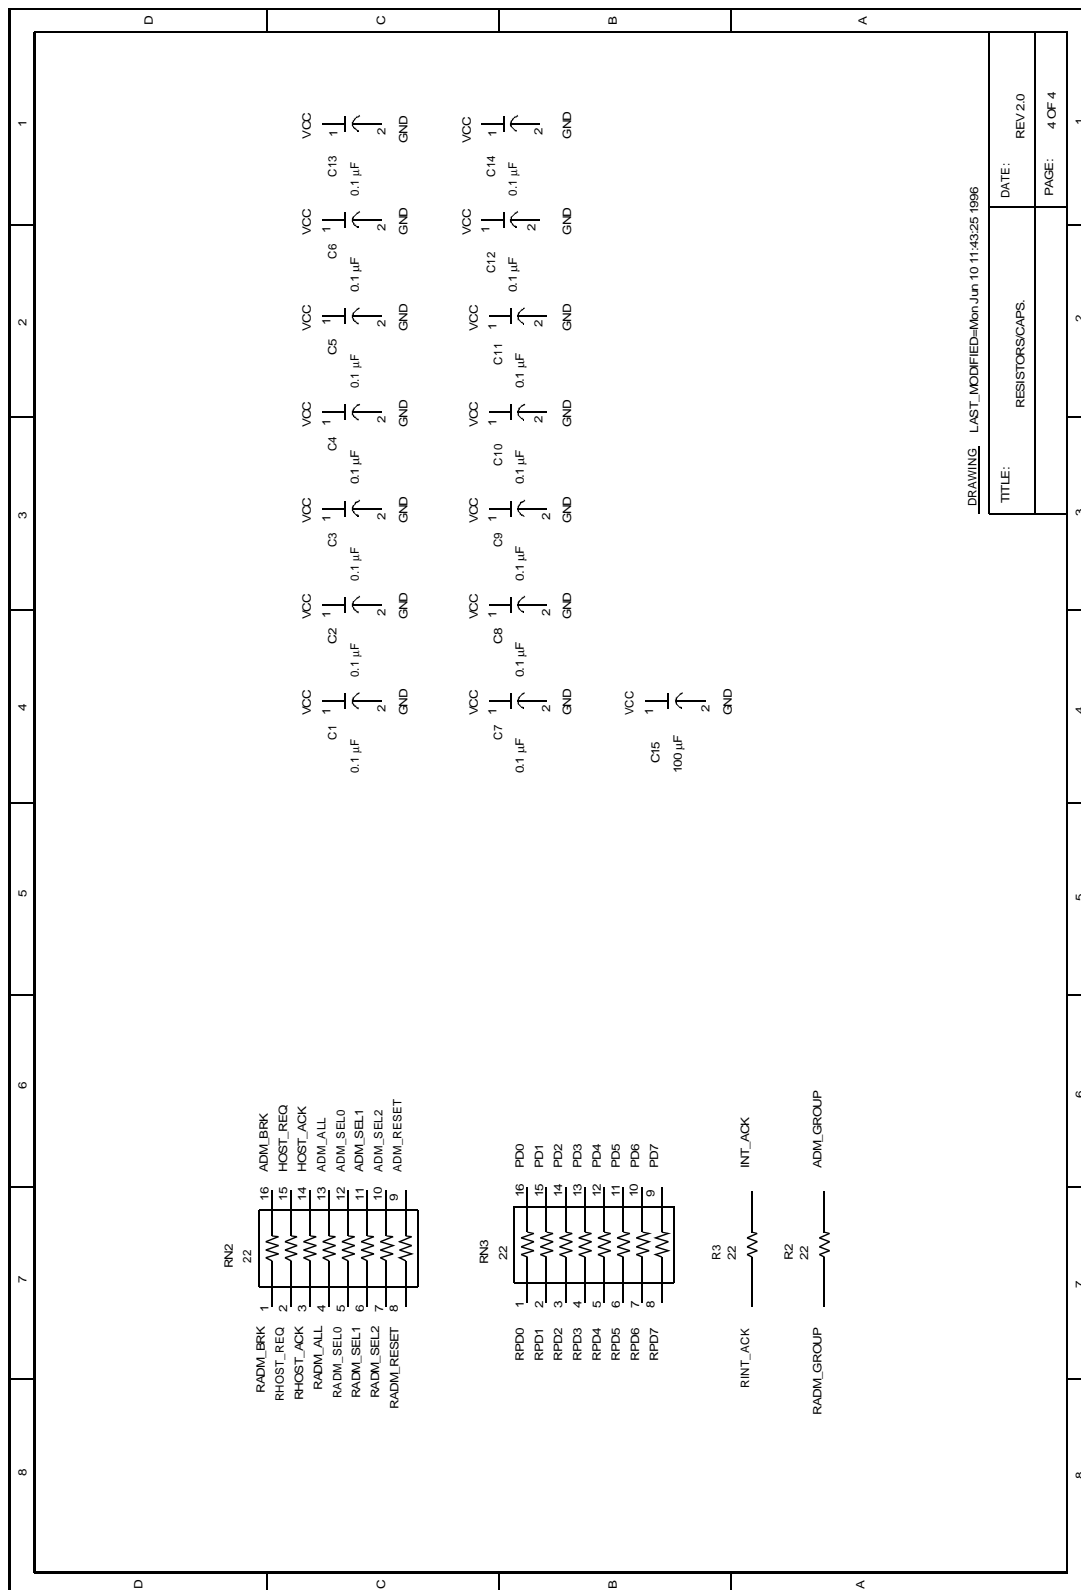 8 7 6 5 4 3 2 1
D D
RN2
22
RADM_BRK 1 16 ADM_BRK
RHOST_REQ 2 15 HOST_REQ
RHOST_ACK 3 14 HOST_ACK
RADM_ALL 4 13 ADM_ALL
RADM_SEL0 5 12 ADM_SEL0
RADM_SEL1 6 11 ADM_SEL1
RADM_SEL2 7 10 ADM_SEL2
RADM_RESET 8 9 ADM_RESET
C C
VCC VCC VCC VCC VCC VCC VCC
1 1 1 1 1 1 1
C1 C2 C3 C4 C5 C6 C13
0.1 µF 0.1 µF 0.1 µF 0.1 µF 0.1 µF 0.1 µF 0.1 µF
2 2 2 2 2 2 2
GND GND GND GND GND GND GND
RN3
22
RPD0 1 16 PD0
RPD1 2 15 PD1
RPD2 3 14 PD2
RPD3 4 13 PD3
RPD4 5 12 PD4
RPD5 6 11 PD5
RPD6 7 10 PD6
RPD7 8 9 PD7
VCC VCC VCC VCC VCC VCC VCC
1 1 1 1 1 1 1
C7 C8 C9 C10 C11 C12 C14
0.1 µF 0.1 µF 0.1 µF 0.1 µF 0.1 µF 0.1 µF 0.1 µF
2 2 2 2 2 2 2
GND GND GND GND GND GND GND
B B
VCC
1
C15
100 µF
2
GND
R3
22
RINT_ACK INT_ACK
R2
22
RADM_GROUP ADM_GROUP
A A
DRAWING LAST_MODIFIED=Mon Jun 10 11:43:25 1996
TITLE: DATE:
RESISTORS/CAPS. REV 2.0
PAGE: 4 OF 4
8 7 6 5 4 3 2 1